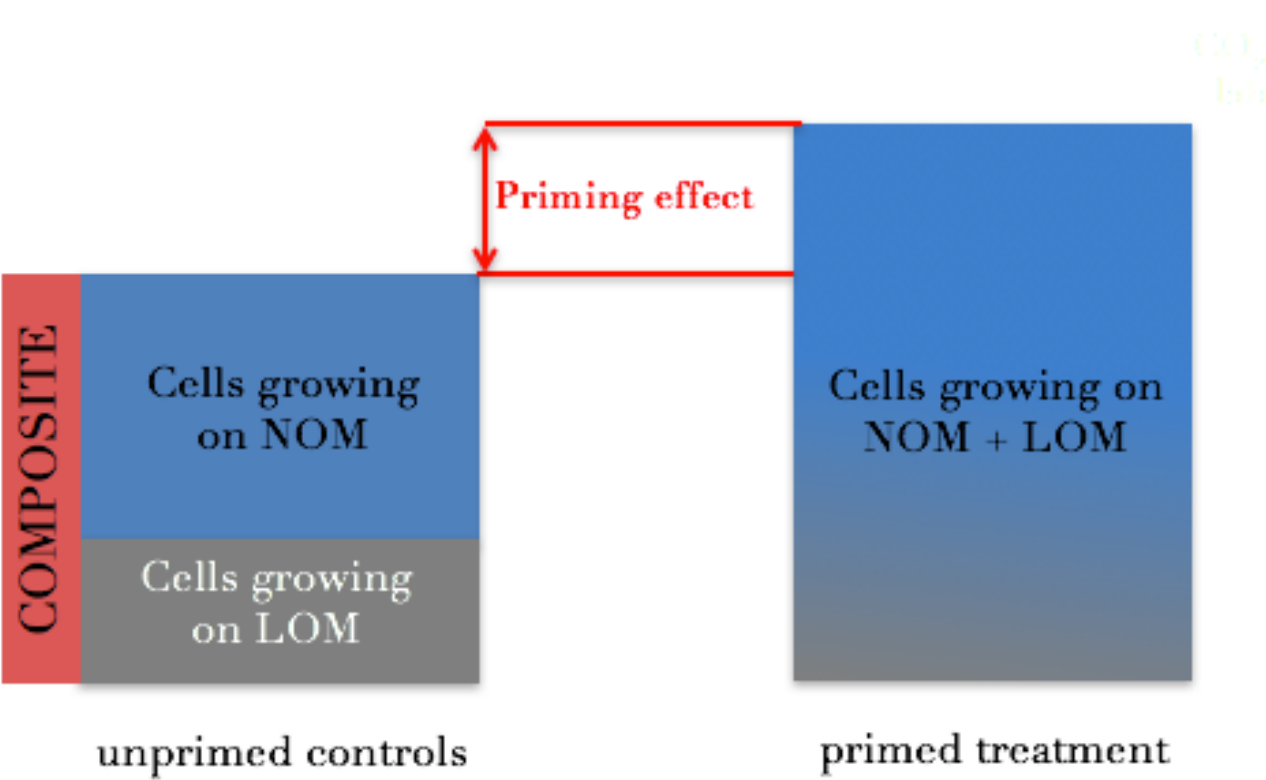 Priming effect
COMPOSITE
Cells growing
on NOM
Cells growing
on LOM
Cells growing on
NOM + LOM
unprimed controls
primed treatment